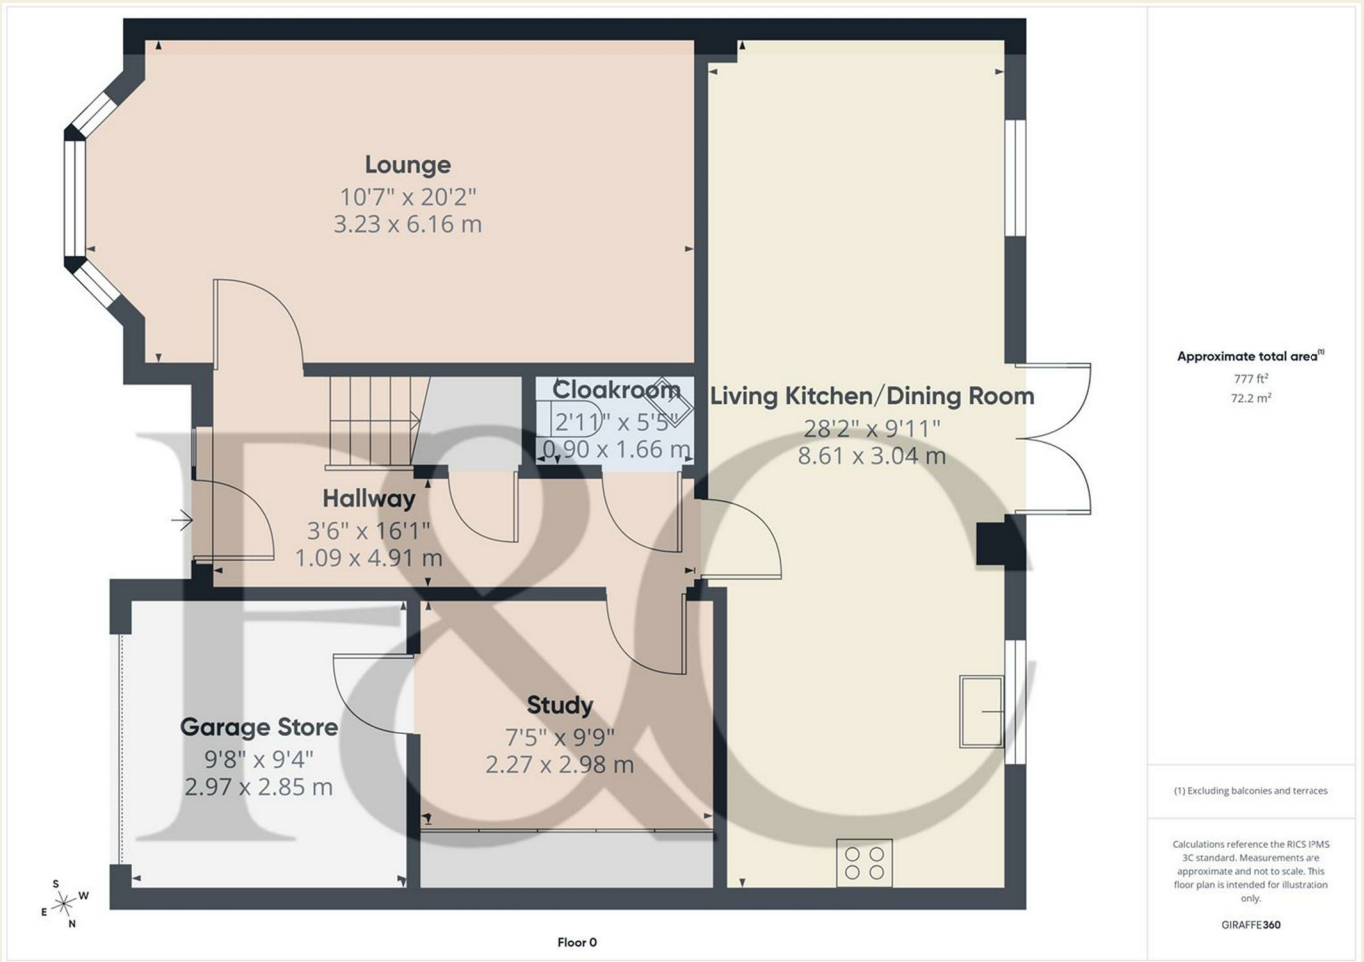 Lounge
10'7" x 20'2"
3.23 x 6.16 m
Cloakroom
2'11" x 5'5"
0.90 x 1.66 m
Living Kitchen/Dining Room
28'2" x 9'11"
8.61 x 3.04 m
Hallway
3'6" x 16'1"
1.09 x 4.91 m
F&C
Garage Store
9'8" x 9'4"
2.97 x 2.85 m
Study
7'5" x 9'9"
2.27 x 2.98 m
S
W
E
N
Floor 0
Approximate total area(1)
777 ft²
72.2 m²
(1) Excluding balconies and terraces
Calculations reference the RICS IPMS
3C standard. Measurements are
approximate and not to scale. This
floor plan is intended for illustration
only.
GIRAFFE360